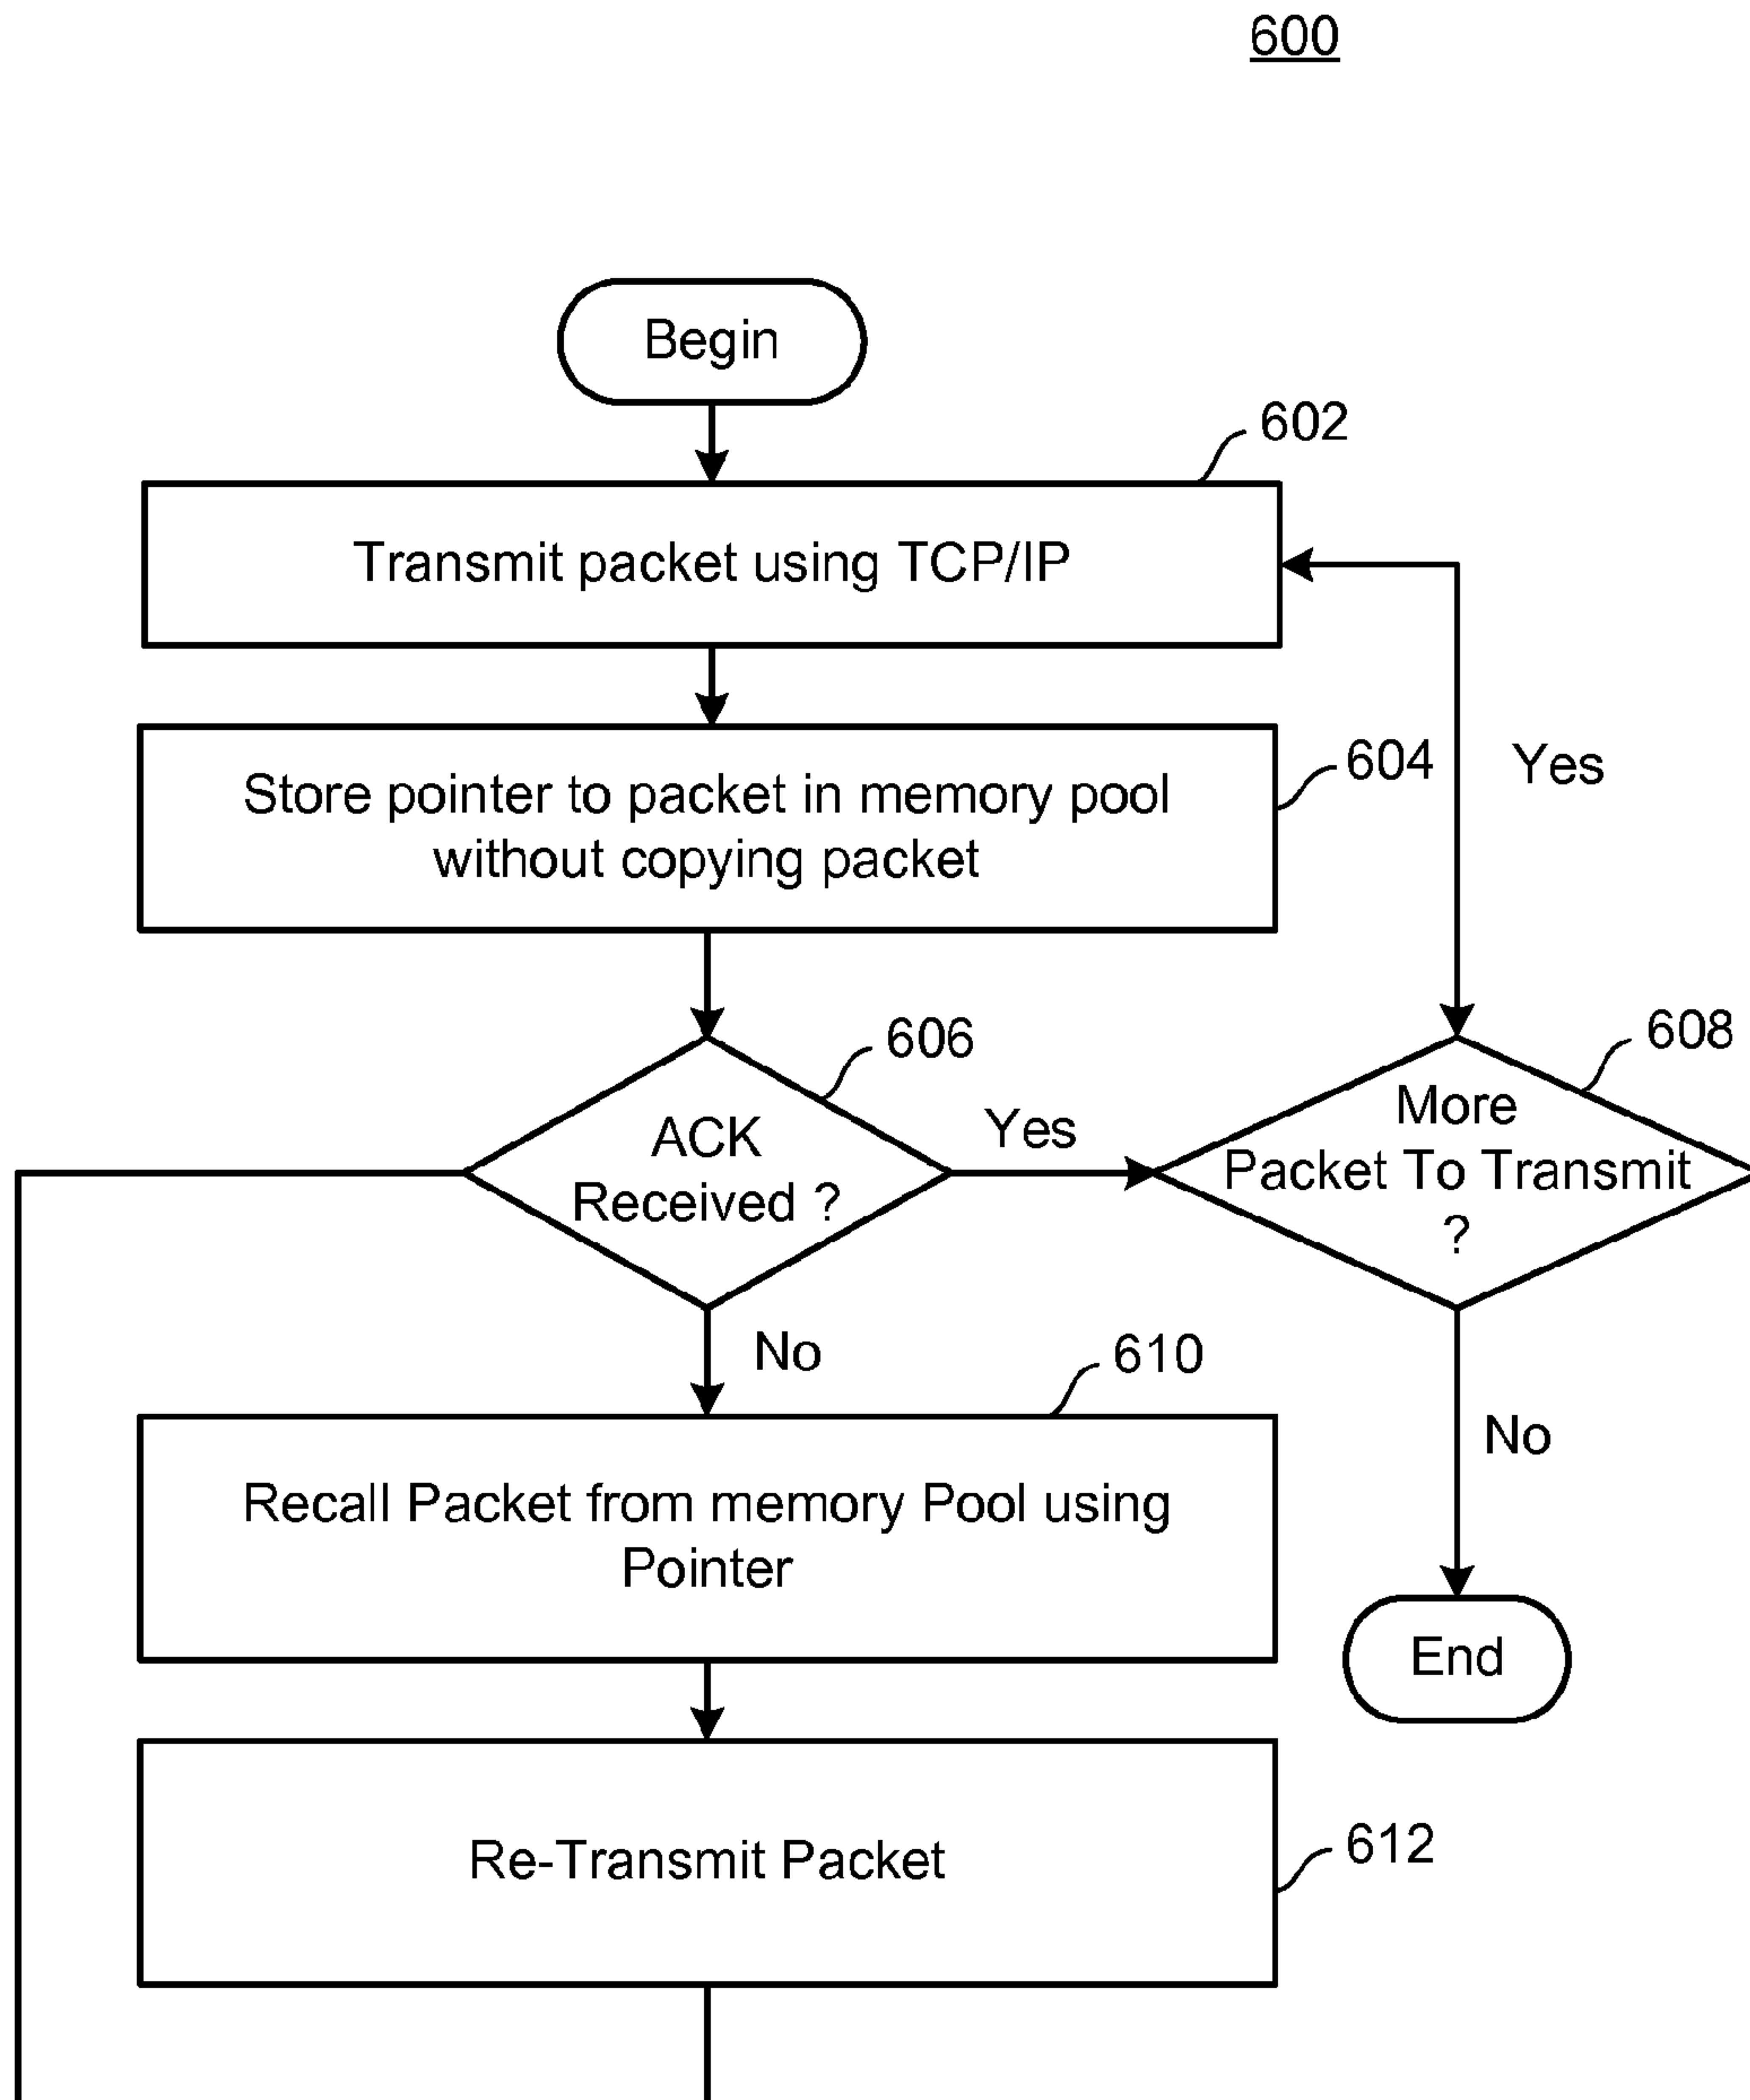 600
Begin
602
Transmit packet using TCP/IP
604
Store pointer to packet in memory pool
without copying packet
Yes
606
608
ACK
Received ?
Yes
More
Packet To Transmit
?
No
610
No
Recall Packet from memory Pool using
Pointer
End
Re-Transmit Packet
612